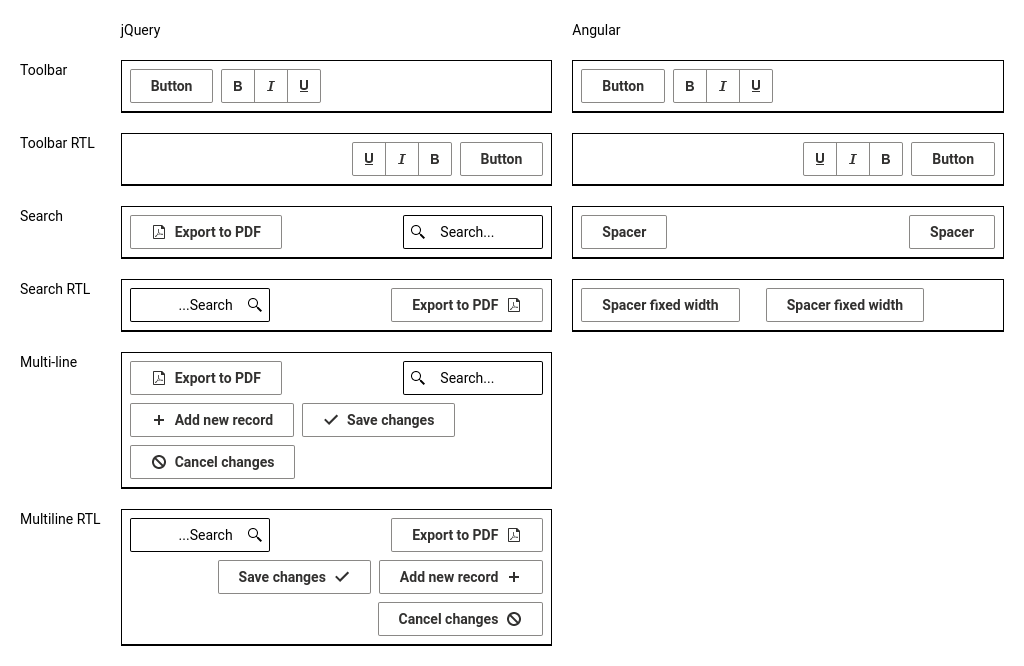 jQuery Angular
Toolbar Button B I U Button B I U
Toolbar RTL U I B Button U I B Button
Search Export to PDF Search... Spacer Spacer
Search RTL ...Search Export to PDF Spacer fixed width Spacer fixed width
Multi-line Export to PDF Search...
Add new record Save changes
Cancel changes
Multiline RTL ...Search Export to PDF
Save changes Add new record
Cancel changes